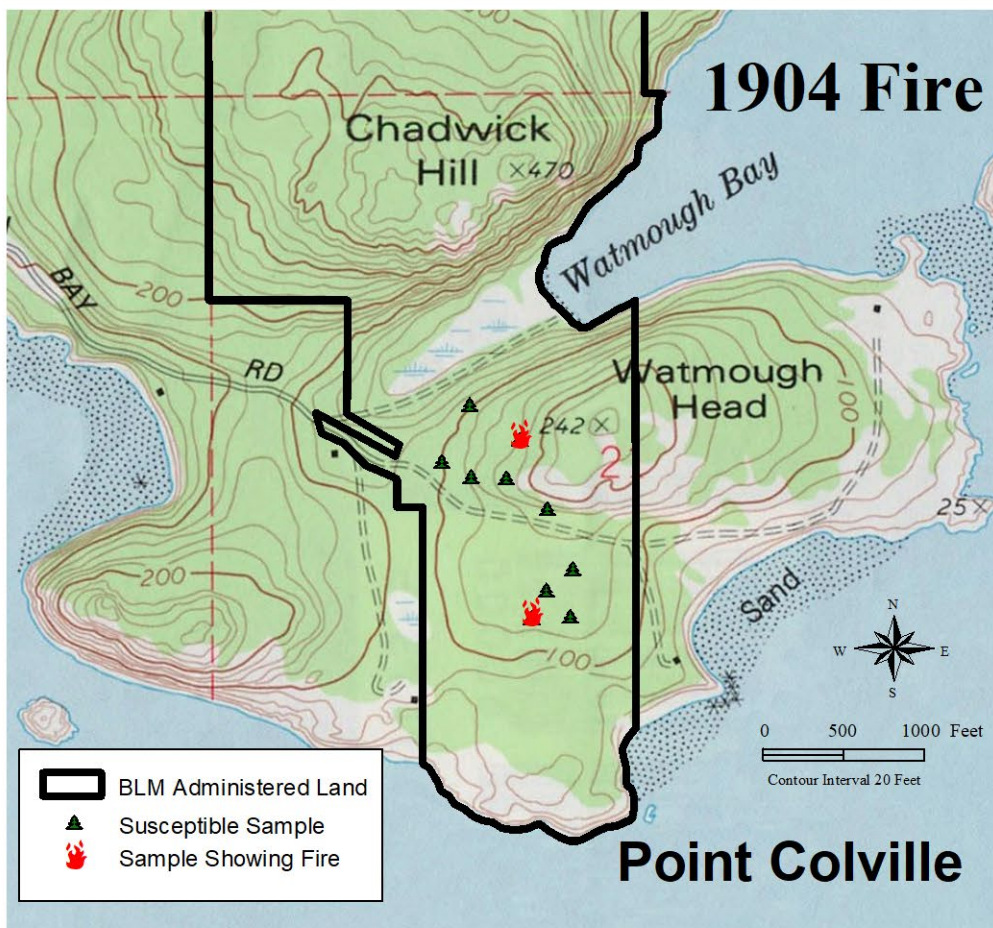 1904 Fire
Chadwick
Hill
×470
Watmough Bay
BAY
200
RD
Watmough
Head
100
242 ×
2
25 ×
200
Sand
100
N
W
E
S
0 500 1000 Feet
Contour Interval 20 Feet
BLM Administered Land
Susceptible Sample
Sample Showing Fire
Point Colville